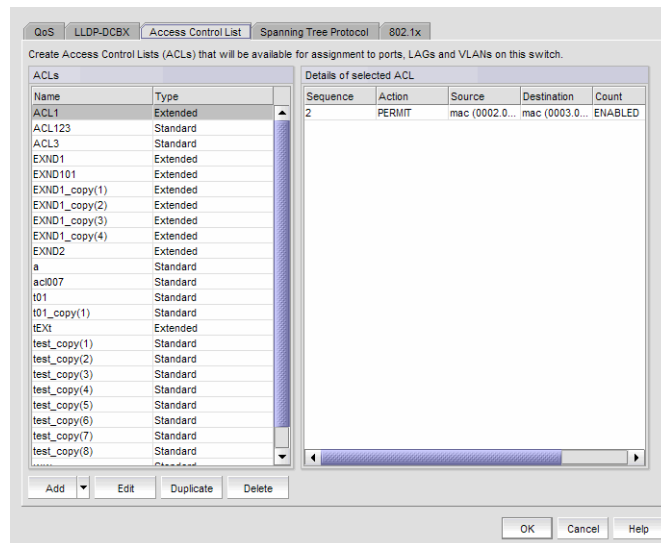 QoS LLDP-DCBX Access Control List Spanning Tree Protocol 802.1x
Create Access Control Lists (ACLs) that will be available for assignment to ports, LAGs and VLANs on this switch.
ACLs
Name Type
ACL1 Extended
ACL123 Standard
ACL3 Standard
EXND1 Extended
EXND101 Extended
EXND1_copy(1) Extended
EXND1_copy(2) Extended
EXND1_copy(3) Extended
EXND1_copy(4) Extended
EXND2 Extended
a Standard
acl007 Standard
t01 Standard
t01_copy(1) Standard
tEXt Extended
test_copy(1) Standard
test_copy(2) Standard
test_copy(3) Standard
test_copy(4) Standard
test_copy(5) Standard
test_copy(6) Standard
test_copy(7) Standard
test_copy(8) Standard
Details of selected ACL
Sequence Action Source Destination Count
2 PERMIT mac (0002.0... mac (0003.0... ENABLED
Add Edit Duplicate Delete
OK Cancel Help